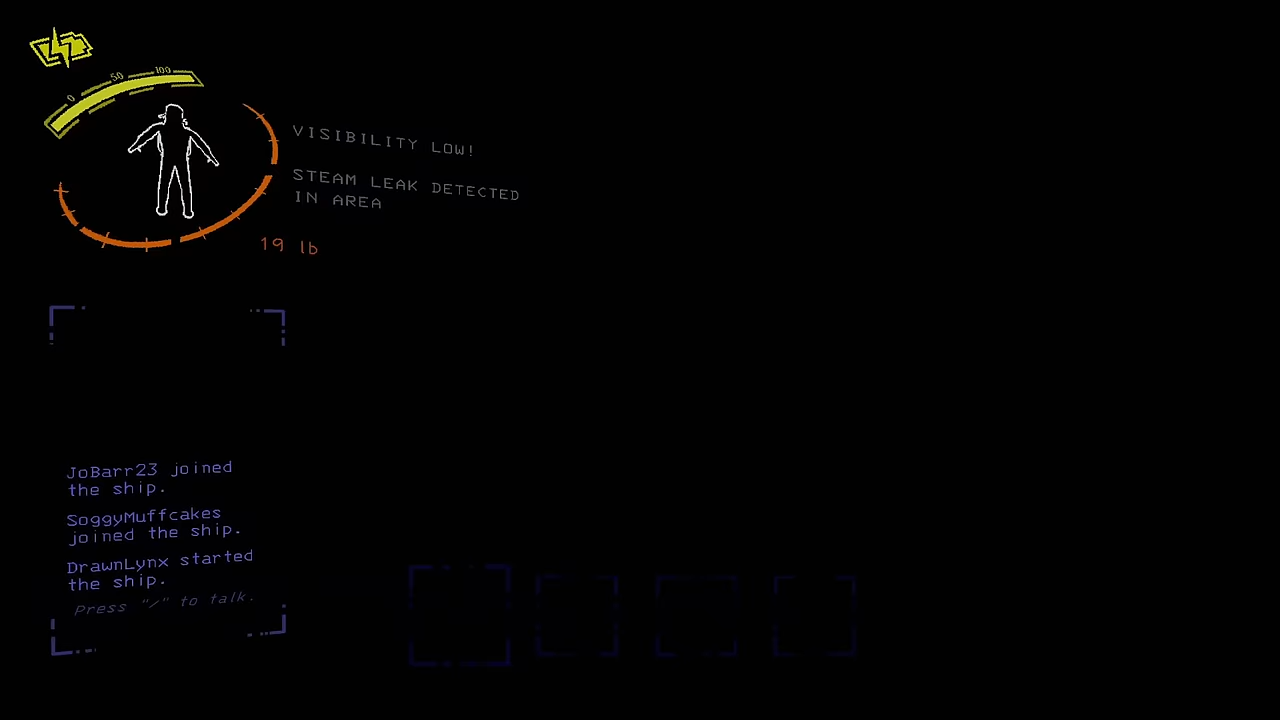 0 50 100
VISIBILITY LOW!
STEAM LEAK DETECTED
IN AREA
19 lb
JoBarr23 joined
the ship.
SoggyMuffcakes
joined the ship.
DrawnLynx started
the ship.
Press "/" to talk.